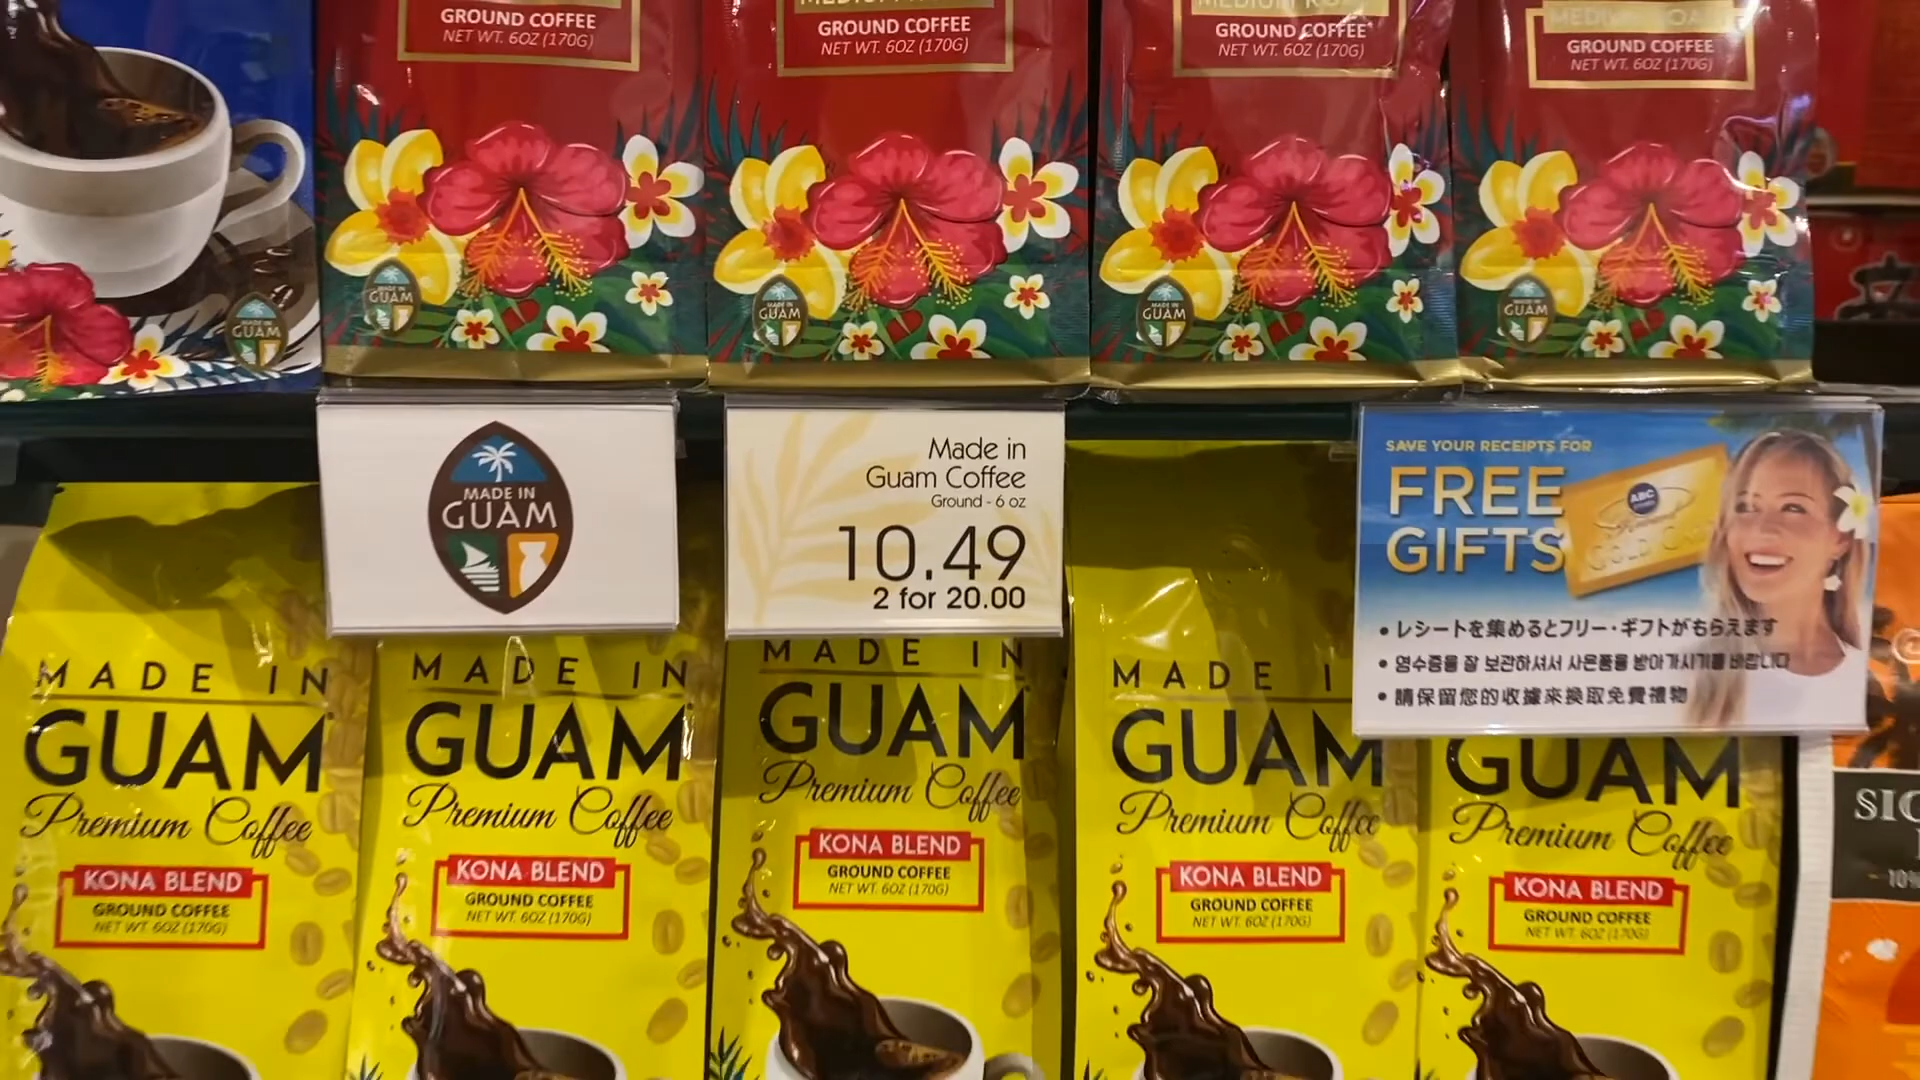 GROUND COFFEE
NET WT. 6OZ (170G)
GROUND COFFEE
NET WT. 6OZ (170G)
MEDIUM ROAST
GROUND COFFEE
NET WT. 6OZ (170G)
MEDIUM ROAST
GROUND COFFEE
NET WT. 6OZ (170G)
MADE IN
GUAM
MADE IN
GUAM
MADE IN
GUAM
MADE IN
GUAM
MADE IN
GUAM
MADE IN
GUAM
Made in
Guam Coffee
Ground - 6 oz
10.49
2 for 20.00
SAVE YOUR RECEIPTS FOR
FREE
GIFTS
ABC
GOLD CARD
• レシートを集めるとフリー・ギフトがもらえます
• 영수증을 잘 보관하셔서 사은품을 받아가시기를 바랍니다
• 請保留您的收據來換取免費禮物
MADE IN
GUAM
Premium Coffee
KONA BLEND
GROUND COFFEE
NET WT. 6OZ (170G)
MADE IN
GUAM
Premium Coffee
KONA BLEND
GROUND COFFEE
NET WT. 6OZ (170G)
MADE IN
GUAM
Premium Coffee
KONA BLEND
GROUND COFFEE
NET WT. 6OZ (170G)
MADE I
GUAM
Premium Coffee
KONA BLEND
GROUND COFFEE
NET WT. 6OZ (170G)
GUAM
Premium Coffee
KONA BLEND
GROUND COFFEE
NET WT. 6OZ (170G)
10%